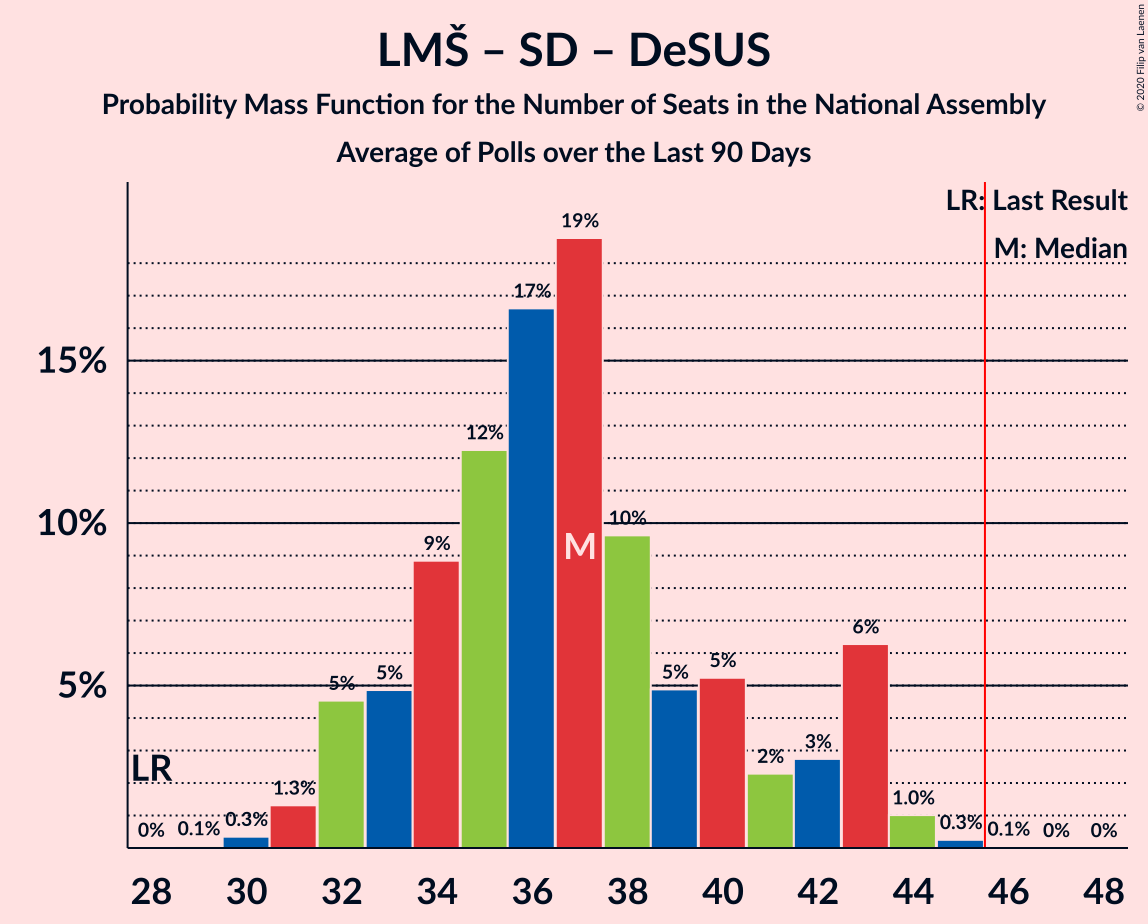 LMŠ – SD – DeSUS
Probability Mass Function for the Number of Seats in the National Assembly
Average of Polls over the Last 90 Days
© 2020 Filip van Laenen
LR: Last Result
M: Median
19%
17%
15%
12%
10%
10%
9%
M
6%
5%
5%
5%
5%
5%
3%
2%
LR
1.3%
1.0%
0.3%
0.3%
0%
0.1%
0.1%
0%
0%
28 30 32 34 36 38 40 42 44 46 48